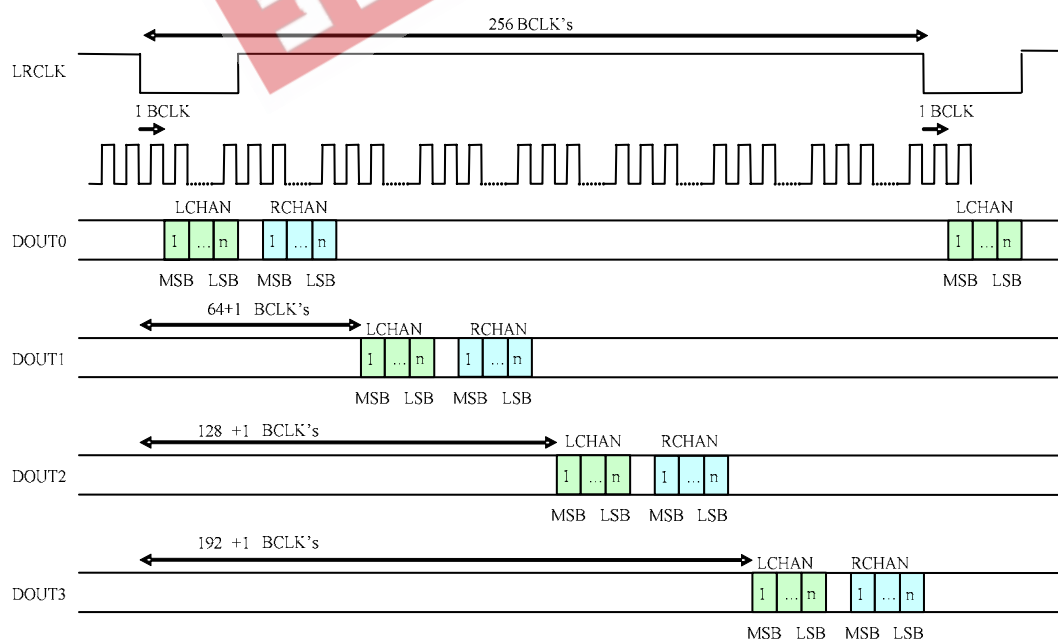 256 BCLK's
LRCLK
1 BCLK 1 BCLK
LCHAN RCHAN LCHAN
DOUT0 1 ... n 1 ... n 1 ... n
MSB LSB MSB LSB MSB LSB
64+1 BCLK's
LCHAN RCHAN
DOUT1 1 ... n 1 ... n
MSB LSB MSB LSB
128 +1 BCLK's
LCHAN RCHAN
DOUT2 1 ... n 1 ... n
MSB LSB MSB LSB
192 +1 BCLK's
LCHAN RCHAN
DOUT3 1 ... n 1 ... n
MSB LSB MSB LSB